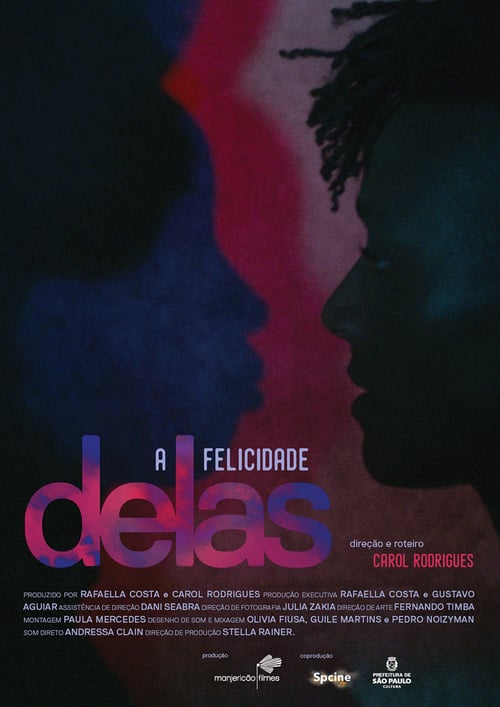 A FELICIDADE
delas
direção e roteiro
CAROL RODRIGUES
PRODUZIDO POR RAFAELLA COSTA e CAROL RODRIGUES PRODUÇÃO EXECUTIVA RAFAELLA COSTA e GUSTAVO
AGUIAR ASSISTÊNCIA DE DIREÇÃO DANI SEABRA DIREÇÃO DE FOTOGRAFIA JULIA ZAKIA DIREÇÃO DE ARTE FERNANDO TIMBA
MONTAGEM PAULA MERCEDES DESENHO DE SOM E MIXAGEM OLIVIA FIUSA, GUILE MARTINS e PEDRO NOIZYMAN
SOM DIRETO ANDRESSA CLAIN DIREÇÃO DE PRODUÇÃO STELLA RAINER.
produção
coprodução
manjericão filmes
Spcine
PREFEITURA DE
SÃO PAULO
CULTURA